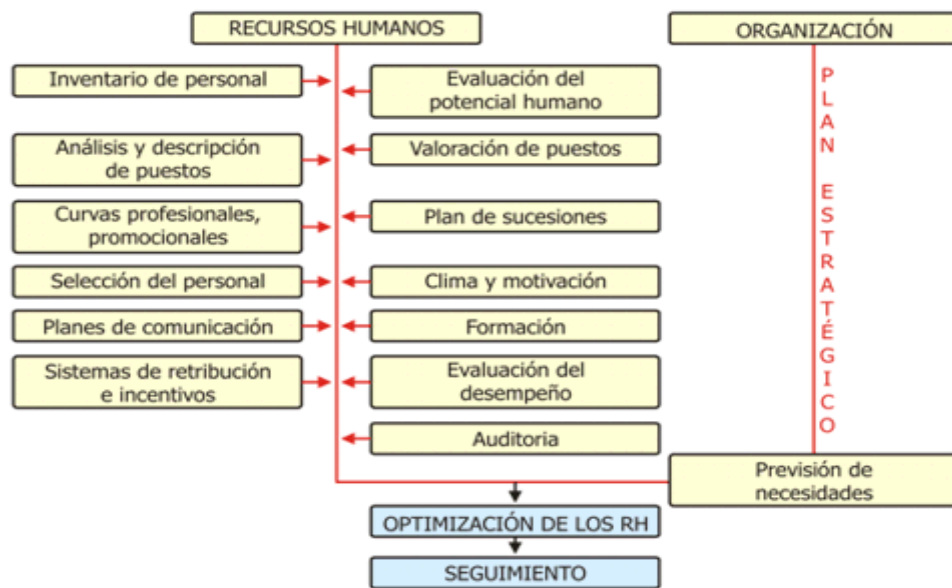 RECURSOS HUMANOS
ORGANIZACIÓN
Inventario de personal
Evaluación del
potencial humano
Análisis y descripción
de puestos
Valoración de puestos
Curvas profesionales,
promocionales
Plan de sucesiones
Selección del personal
Clima y motivación
Planes de comunicación
Formación
Sistemas de retribución
e incentivos
Evaluación del
desempeño
Auditoria
PLAN ESTRATÉGICO
Previsión de
necesidades
OPTIMIZACIÓN DE LOS RH
SEGUIMIENTO